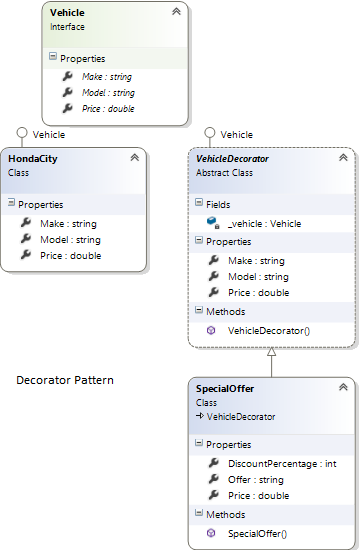 Vehicle
Interface
Properties
Make : string
Model : string
Price : double
Vehicle
HondaCity
Class
Properties
Make : string
Model : string
Price : double
Vehicle
VehicleDecorator
Abstract Class
Fields
_vehicle : Vehicle
Properties
Make : string
Model : string
Price : double
Methods
VehicleDecorator()
Decorator Pattern
SpecialOffer
Class
VehicleDecorator
Properties
DiscountPercentage : int
Offer : string
Price : double
Methods
SpecialOffer()